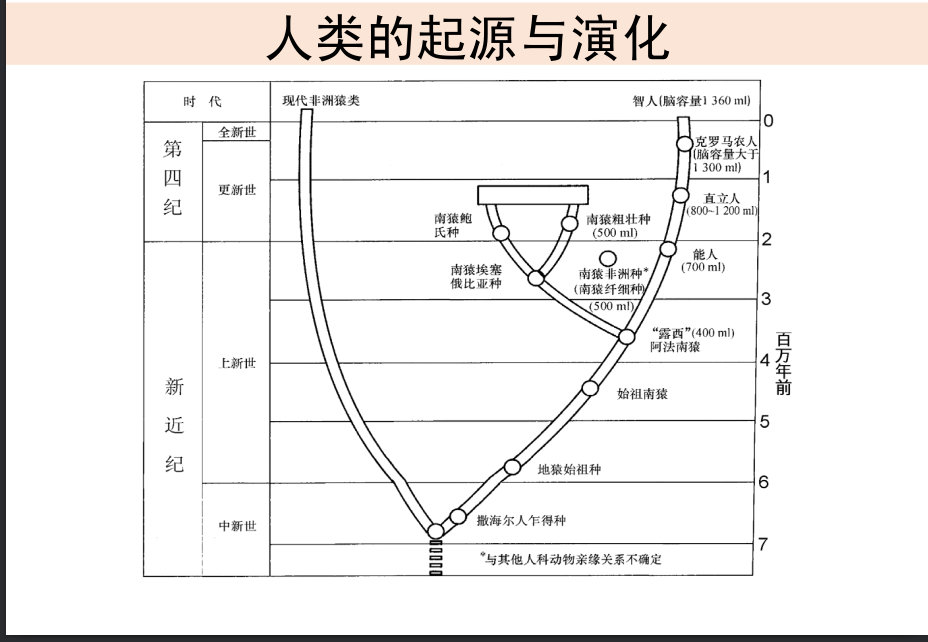 人类的起源与演化
时 代
现代非洲猿类
智人(脑容量1 360 ml)
0
第四纪
全新世
克罗马农人
(脑容量大于
1 300 ml)
1
更新世
直立人
(800~1 200 ml)
南猿鲍
氏种
南猿粗壮种
(500 ml)
2
能人
(700 ml)
南猿埃塞
俄比亚种
南猿非洲种*
(南猿纤细种)
(500 ml)
3
“露西”(400 ml)
阿法南猿
百万年前
新近纪
上新世
4
始祖南猿
5
地猿始祖种
6
中新世
撒海尔人乍得种
7
*与其他人科动物亲缘关系不确定